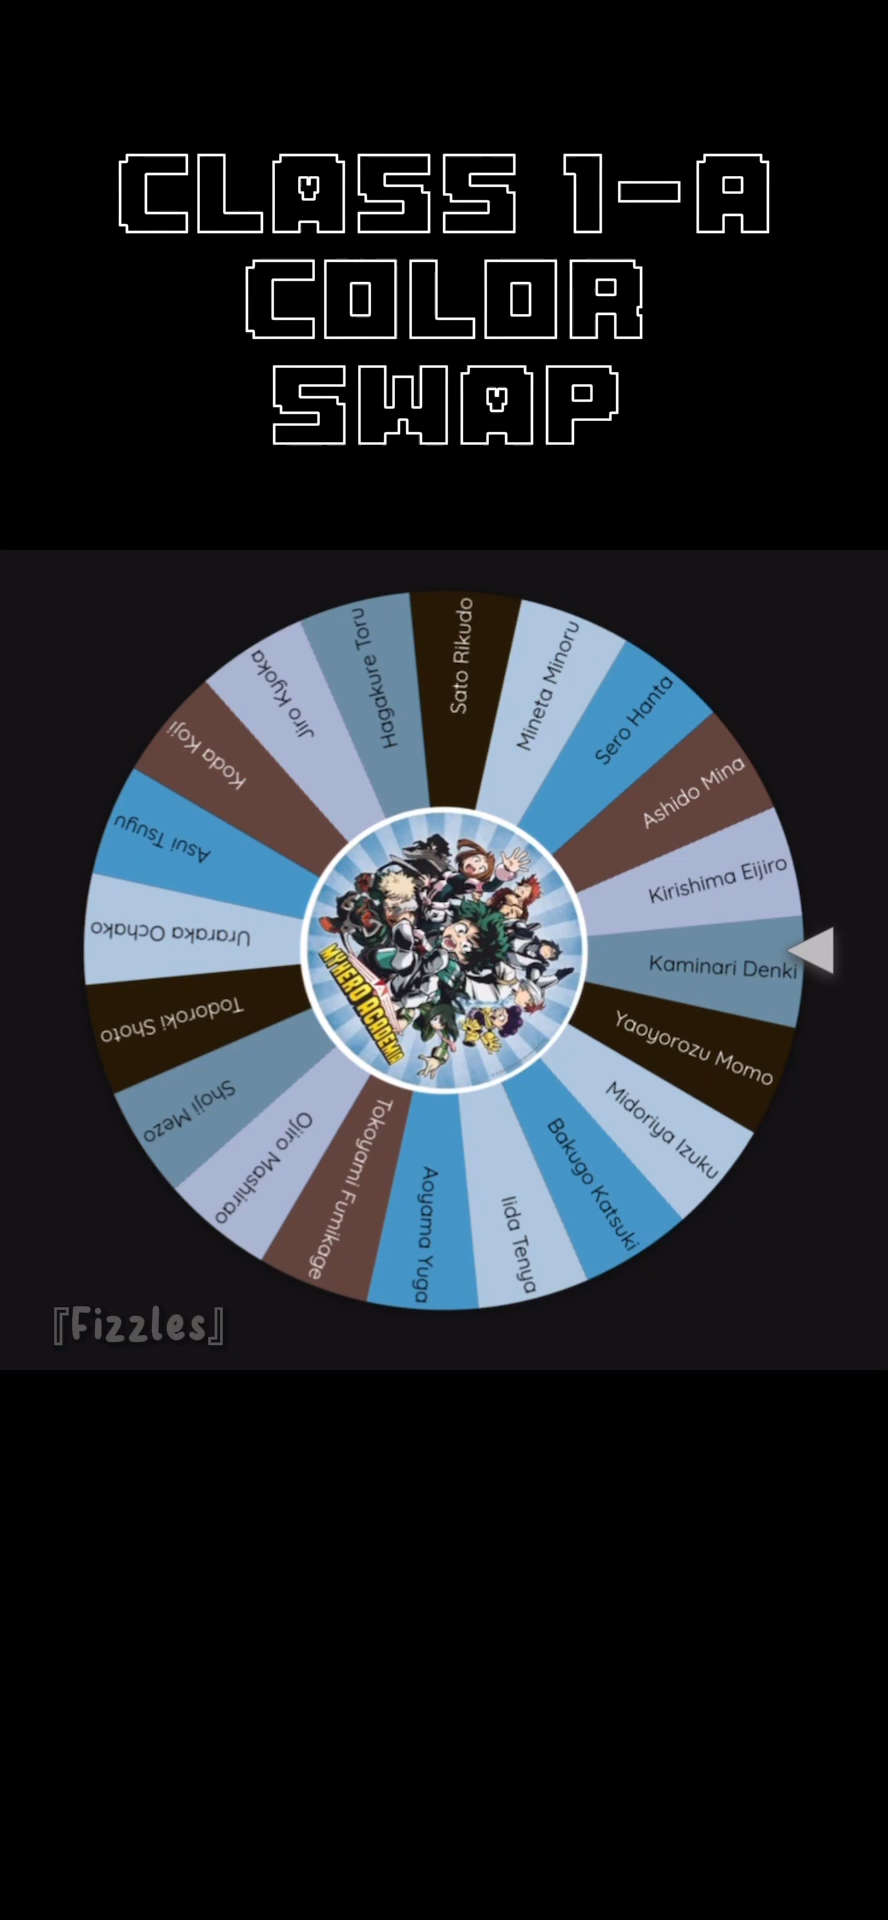 CLASS 1-A
COLOR
SWAP
Sato Rikudo
Mineta Minoru
Sero Hanta
Ashido Mina
Kirishima Eijiro
Kaminari Denki
Yaoyorozu Momo
Midoriya Izuku
Bakugo Katsuki
Iida Tenya
Aoyama Yuga
Tokoyami Fumikage
Ojiro Mashirao
Shoji Mezo
Todoroki Shoto
Uraraka Ochako
Asui Tsuyu
Koda Koji
Jiro Kyoka
Hagakure Toru
MY HERO ACADEMIA
『Fizzles』